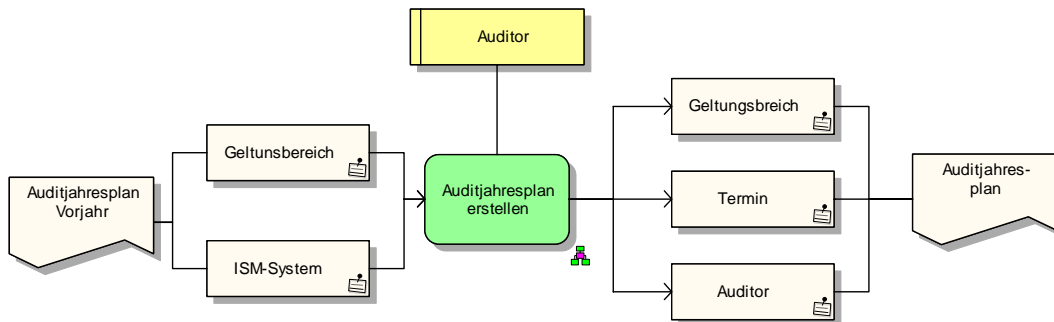 Auditor
Auditjahresplan
Vorjahr
Geltunsbereich
ISM-System
Auditjahresplan
erstellen
Geltungsbreich
Termin
Auditor
Auditjahres-
plan